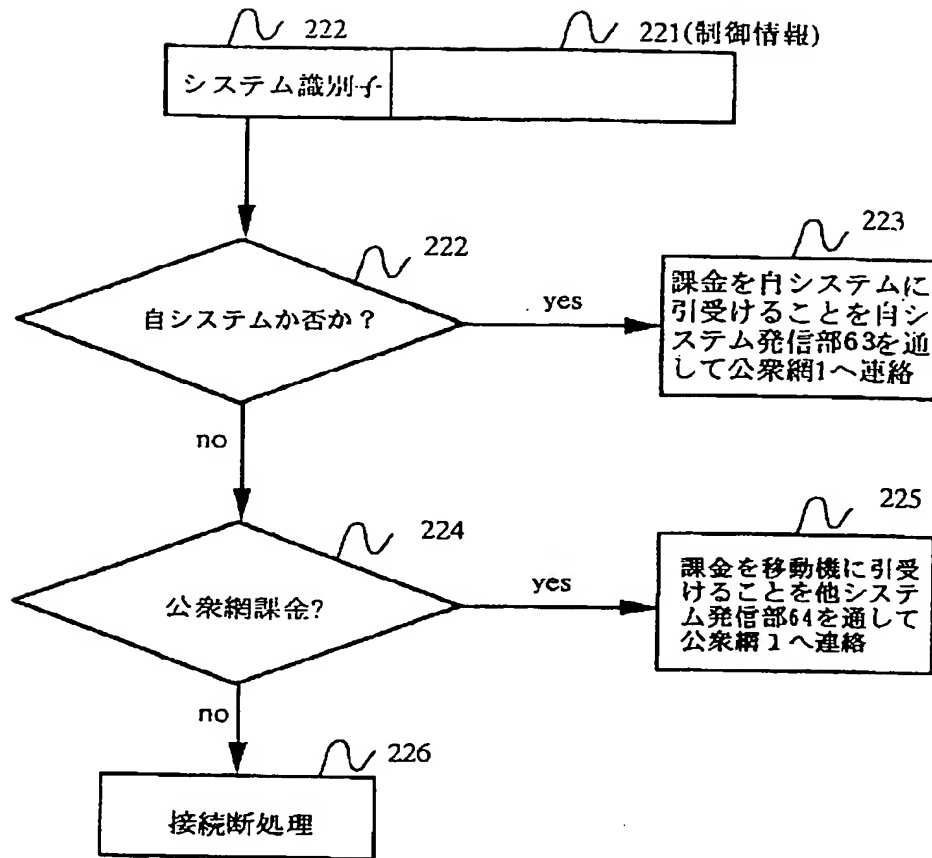 222
221(制御情報)
システム識別子
222
自システムか否か?
yes
223
課金を自システムに
引受けることを自シ
ステム発信部63を通
して公衆網1へ連絡
no
224
公衆網課金?
yes
225
課金を移動機に引受
けることを他システ
ム発信部64を通して
公衆網1へ連絡
no
226
接続断処理